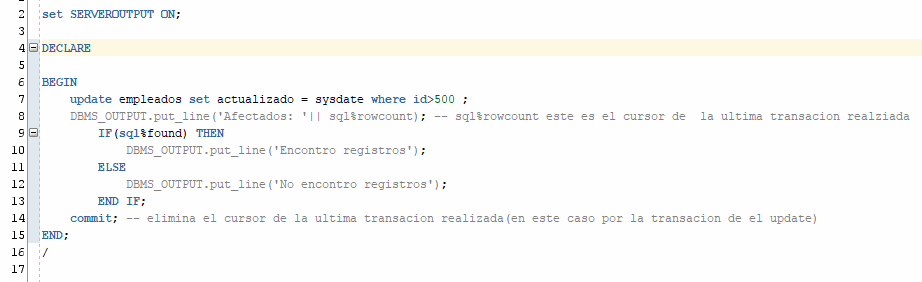 2 set SERVEROUTPUT ON;
3
4 DECLARE
5
6 BEGIN
7 update empleados set actualizado = sysdate where id>500 ;
8 DBMS_OUTPUT.put_line('Afectados: '|| sql%rowcount); -- sql%rowcount este es el cursor de  la ultima transacion realziada
9 IF(sql%found) THEN
10 DBMS_OUTPUT.put_line('Encontro registros');
11 ELSE
12 DBMS_OUTPUT.put_line('No encontro registros');
13 END IF;
14 commit; -- elimina el cursor de la ultima transacion realizada(en este caso por la transacion de el update)
15 END;
16 /
17